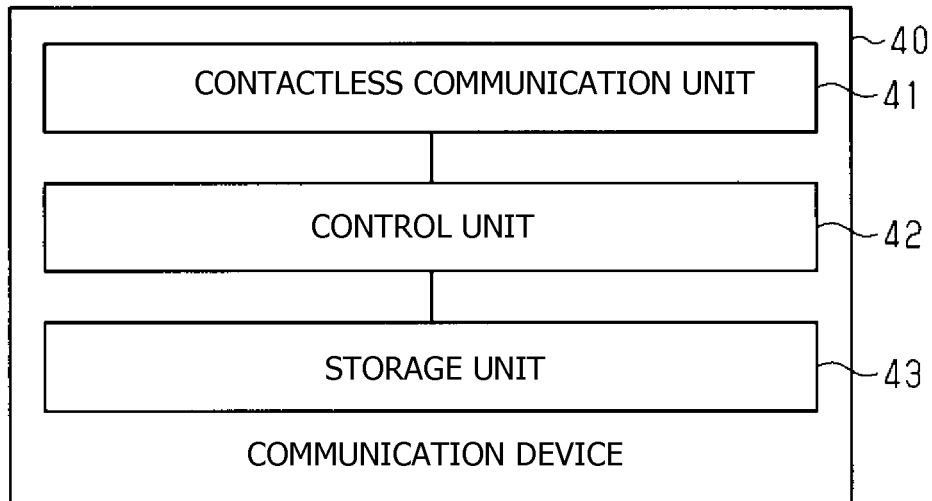 40
CONTACTLESS COMMUNICATION UNIT
41
CONTROL UNIT
42
STORAGE UNIT
43
COMMUNICATION DEVICE